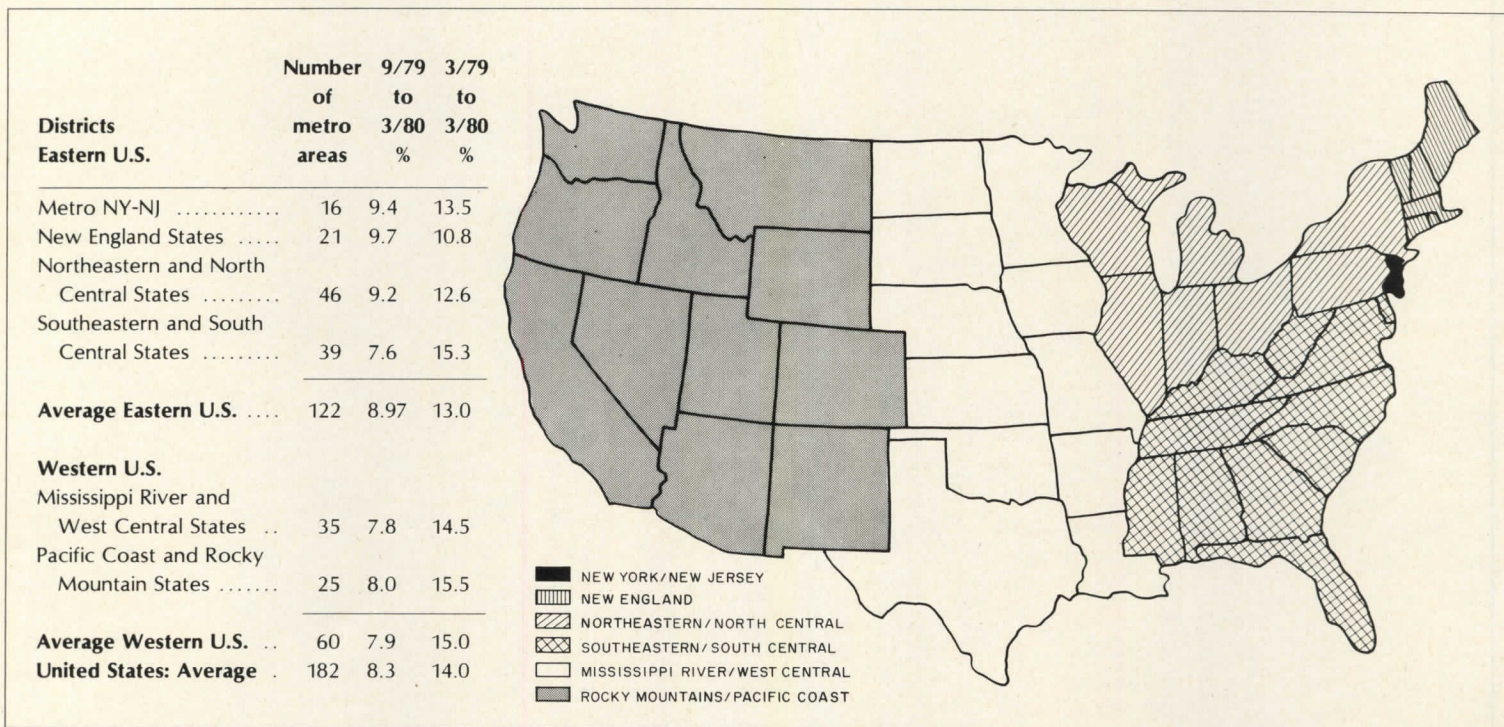 Number 9/79 3/79
of to to
Districts metro 3/80 3/80
Eastern U.S. areas % %
Metro NY-NJ ............ 16 9.4 13.5
New England States ..... 21 9.7 10.8
Northeastern and North
Central States ......... 46 9.2 12.6
Southeastern and South
Central States ......... 39 7.6 15.3
Average Eastern U.S. .... 122 8.97 13.0
Western U.S.
Mississippi River and
West Central States .. 35 7.8 14.5
Pacific Coast and Rocky
Mountain States ....... 25 8.0 15.5
Average Western U.S. .. 60 7.9 15.0
United States: Average . 182 8.3 14.0
NEW YORK/NEW JERSEY
NEW ENGLAND
NORTHEASTERN/NORTH CENTRAL
SOUTHEASTERN/SOUTH CENTRAL
MISSISSIPPI RIVER/WEST CENTRAL
ROCKY MOUNTAINS/PACIFIC COAST